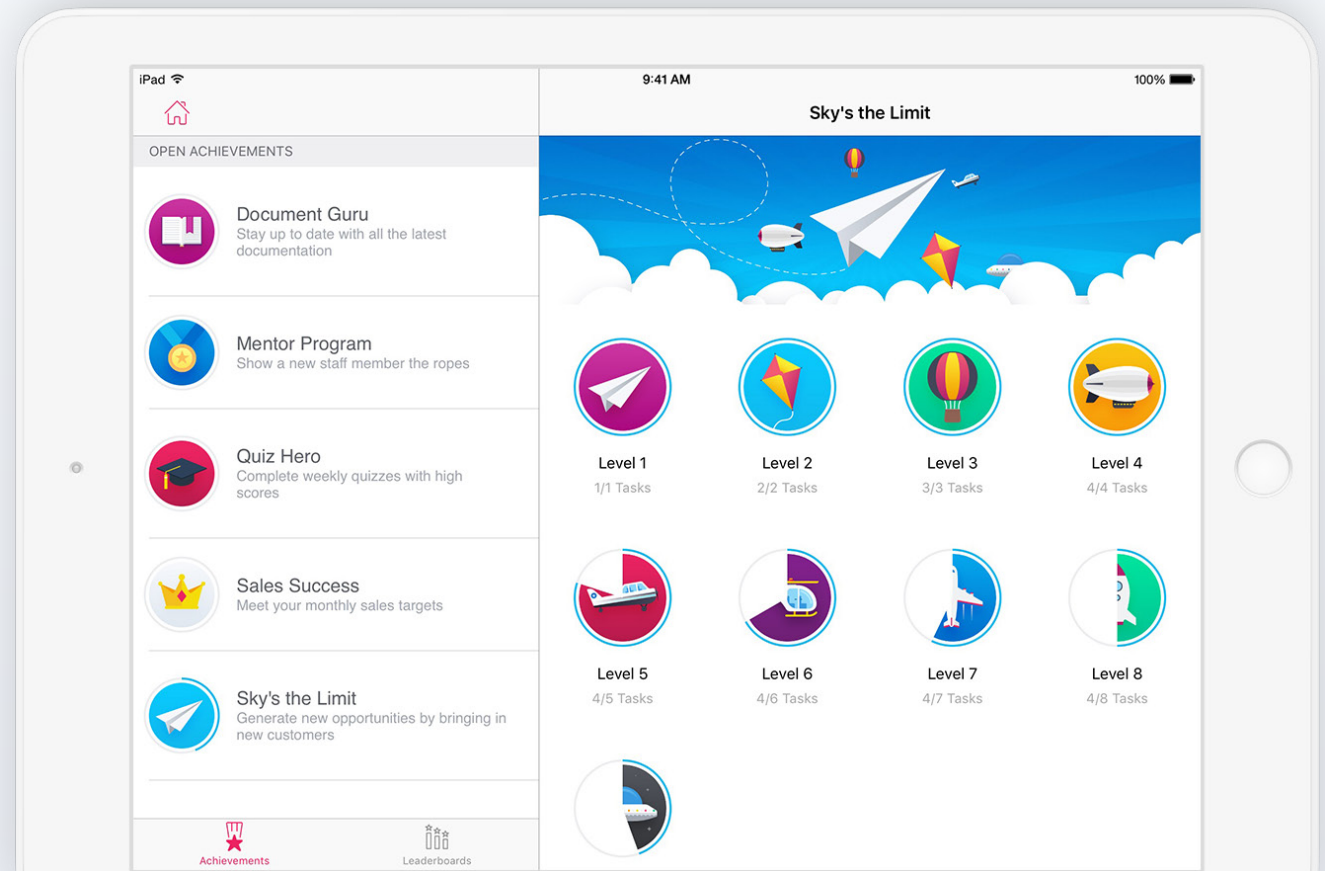 iPad
9:41 AM
100%
Sky's the Limit
OPEN ACHIEVEMENTS
Document Guru
Stay up to date with all the latest
documentation
Mentor Program
Show a new staff member the ropes
Quiz Hero
Complete weekly quizzes with high
scores
Sales Success
Meet your monthly sales targets
Sky's the Limit
Generate new opportunities by bringing in
new customers
Achievements
Leaderboards
Level 1
1/1 Tasks
Level 2
2/2 Tasks
Level 3
3/3 Tasks
Level 4
4/4 Tasks
Level 5
4/5 Tasks
Level 6
4/6 Tasks
Level 7
4/7 Tasks
Level 8
4/8 Tasks